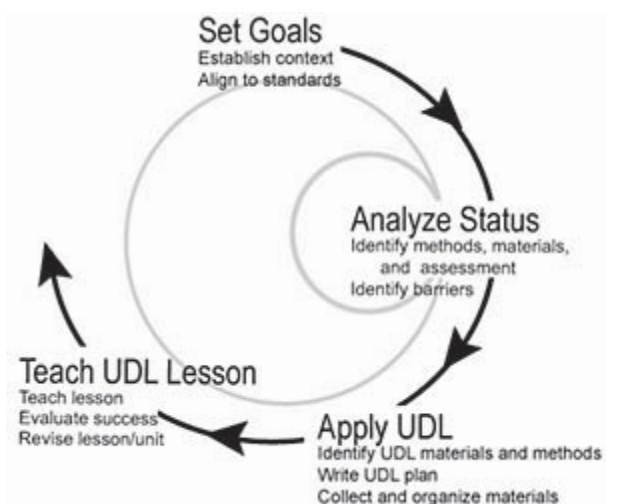 Set Goals
Establish context
Align to standards
Analyze Status
Identify methods, materials,
and assessment
Identify barriers
Teach UDL Lesson
Teach lesson
Evaluate success
Revise lesson/unit
Apply UDL
Identify UDL materials and methods
Write UDL plan
Collect and organize materials